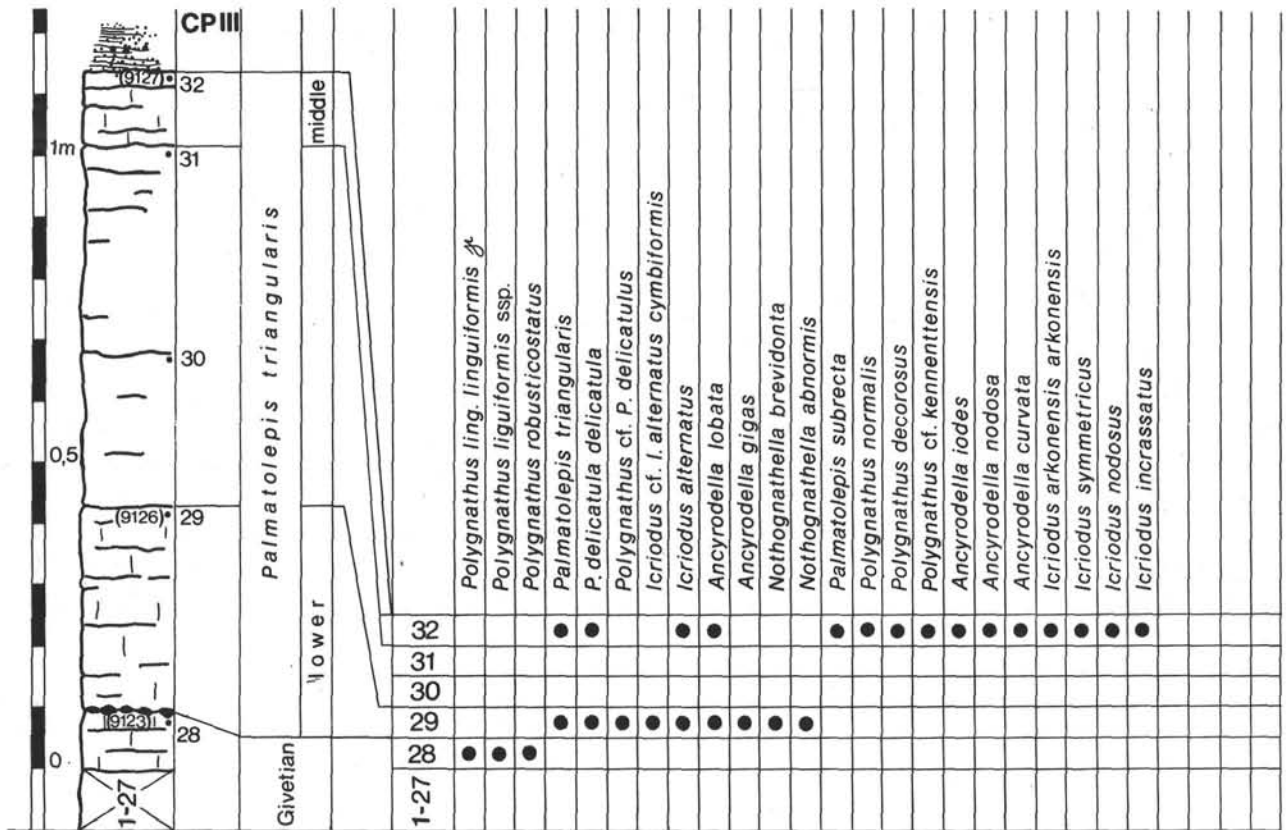 CP III
(9127)
32
1m
31
30
0,5
(9126)
29
(9123)
28
0
1-27
Palmatolepis triangularis
middle
lower
Givetian
Polygnathus ling. linguiformis
Polygnathus liguiformis ssp.
Polygnathus robusticostatus
Palmatolepis triangularis
P. delicatula delicatula
Polygnathus cf. P. delicatulus
Icriodus cf. I. alternatus cymbiformis
Icriodus alternatus
Ancyrodella lobata
Ancyrodella gigas
Nothognathella brevidonta
Nothognathella abnormis
Palmatolepis subrecta
Polygnathus normalis
Polygnathus decorosus
Polygnathus cf. kennenttensis
Ancyrodella iodes
Ancyrodella nodosa
Ancyrodella curvata
Icriodus arkonensis arkonensis
Icriodus symmetricus
Icriodus nodosus
Icriodus incrassatus
32
31
30
29
28
1-27